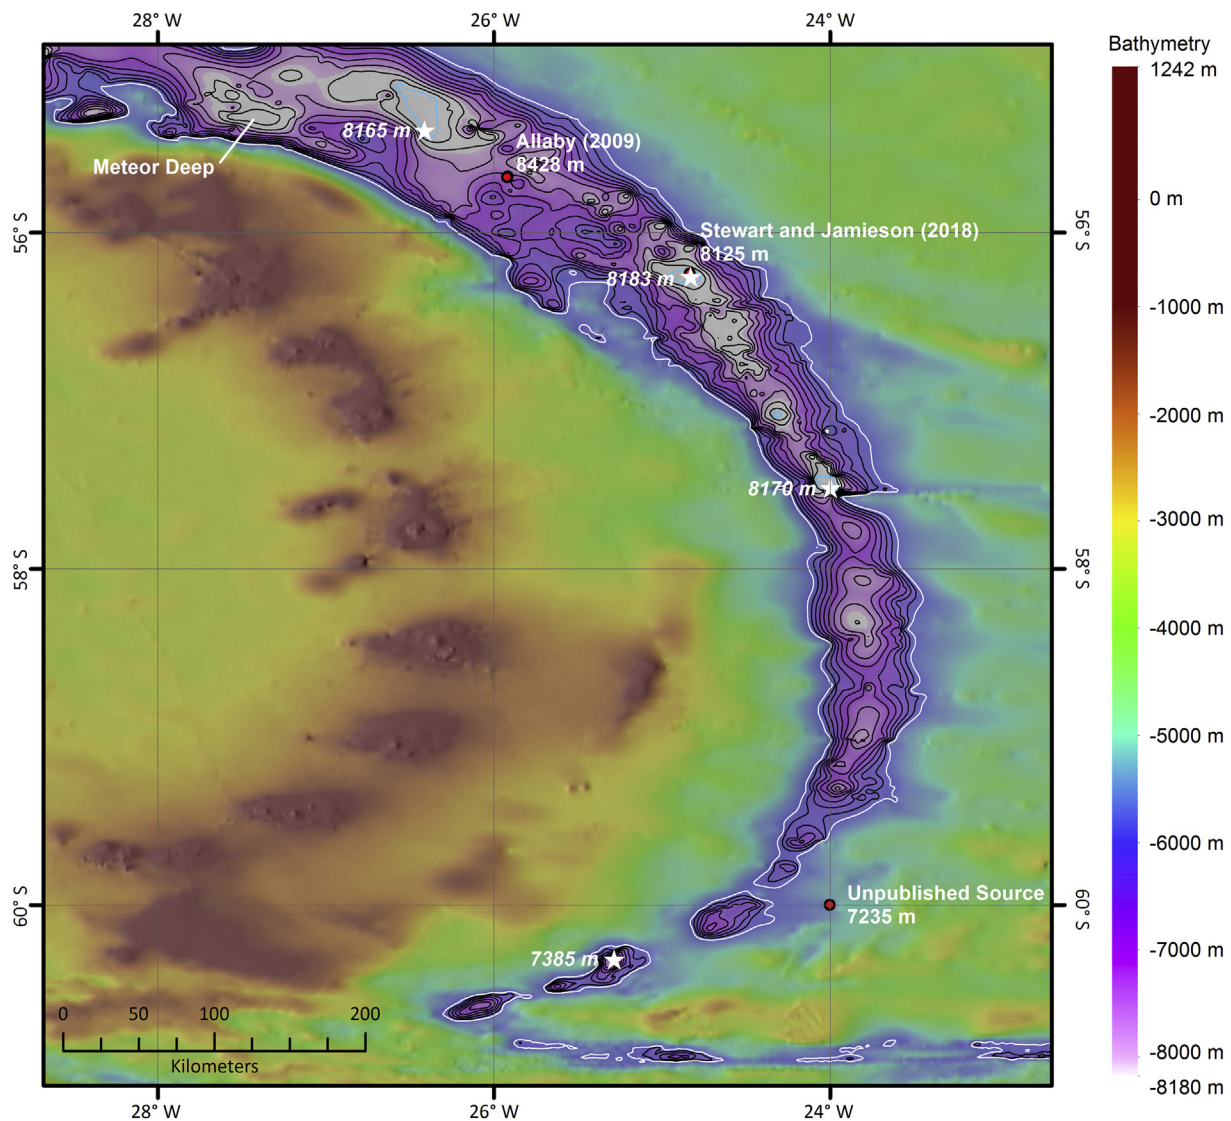 28° W
26° W
24° W
Bathymetry
1242 m
8165 m
Allaby (2009)
8428 m
Meteor Deep
0 m
56° S
56° S
Stewart and Jamieson (2018)
8125 m
8183 m
-1000 m
-2000 m
8170 m
-3000 m
58° S
58° S
-4000 m
-5000 m
-6000 m
60° S
60° S
Unpublished Source
7235 m
7385 m
-7000 m
0 50 100 200
Kilometers
-8000 m
-8180 m
28° W
26° W
24° W